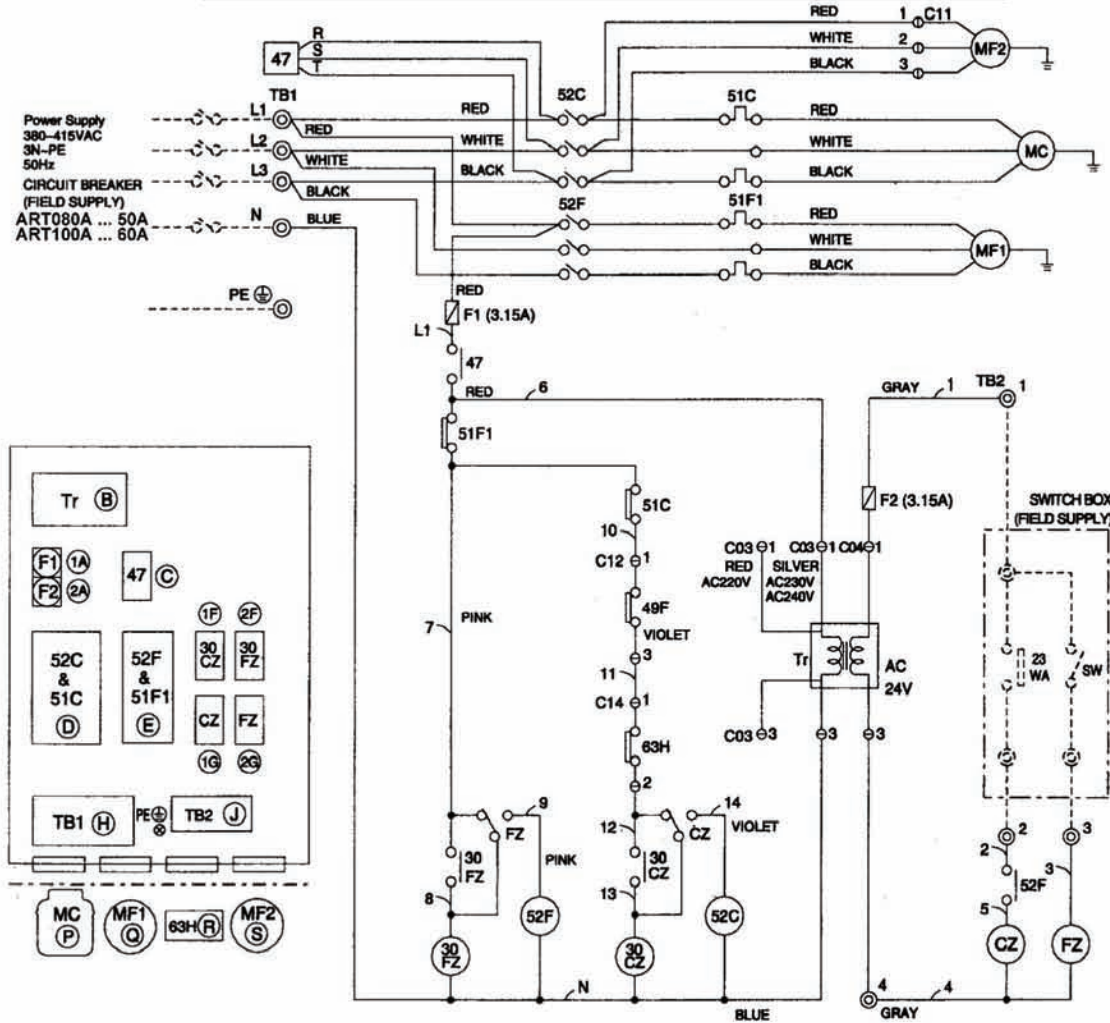 RED 1 C11
R
S
T
47
WHITE 2
MF2
BLACK 3
TB1
52C
51C
Power Supply
380~415VAC
3N~PE
50Hz
L1
RED
RED
RED
L2
WHITE
WHITE
WHITE
MC
L3
BLACK
BLACK
BLACK
CIRCUIT BREAKER
(FIELD SUPPLY)
ART080A ... 50A
ART100A ... 60A
N
BLUE
52F
51F1
RED
WHITE
MF1
BLACK
PE
RED
F1 (3.15A)
L1
47
RED
6
GRAY
1
TB2
1
51F1
F2 (3.15A)
SWITCH BOX
(FIELD SUPPLY)
51C
10
C12 1
C03 1
C03 1
C04 1
RED
AC220V
SILVER
AC230V
AC240V
49F
VIOLET
3
11
C14 1
63H
2
7
PINK
Tr
AC
24V
C03 3
3
3
23
WA
SW
Tr B
F1 1A
F2 2A
47 C
1F 2F
30
CZ
30
FZ
52C
&
51C
D
52F
&
51F1
E
CZ FZ
1G 2G
TB1 H
PE
TB2 J
MC
P
MF1
Q
63H R
MF2
S
9
FZ
PINK
30
FZ
8
52F
30
FZ
12
14
CZ
VIOLET
30
CZ
13
52C
30
CZ
N
BLUE
2
3
2
52F
3
5
CZ
FZ
4
4
GRAY